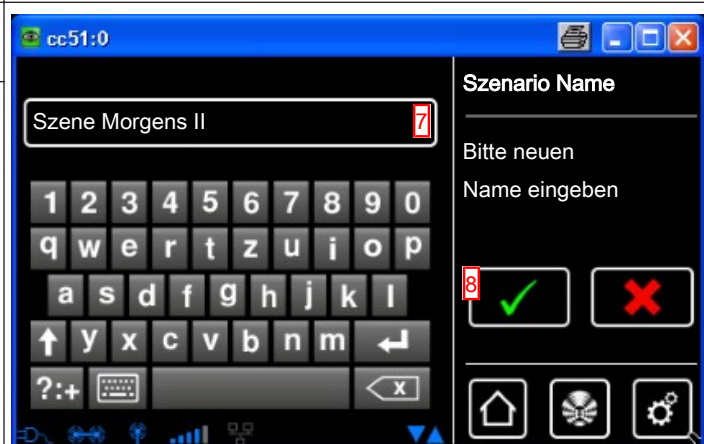 cc51:0
Szenario Name
Szene Morgens II 7
Bitte neuen
Name eingeben
1 2 3 4 5 6 7 8 9 0
q w e r t z u i o p
a s d f g h j k l
y x c v b n m
?:+ x
8